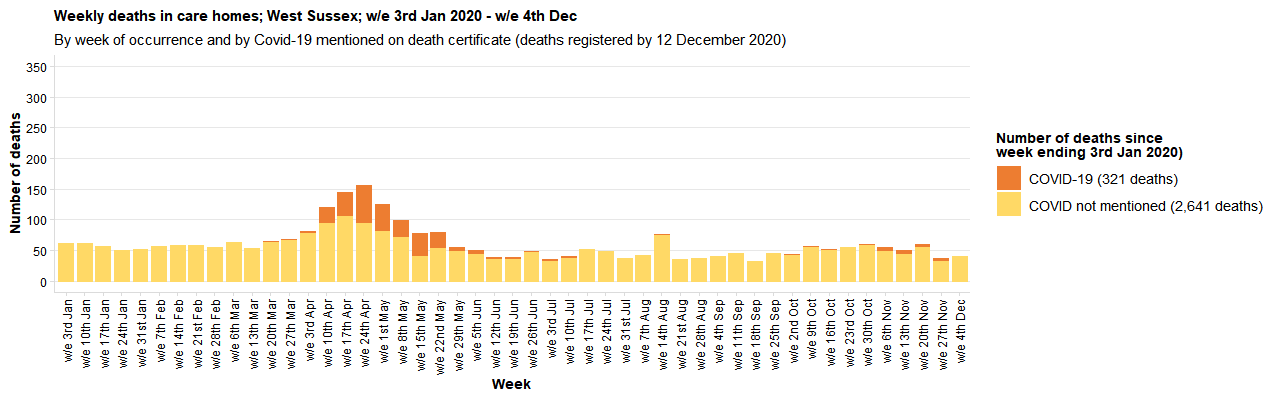 Weekly deaths in care homes; West Sussex; w/e 3rd Jan 2020 - w/e 4th Dec
By week of occurrence and by Covid-19 mentioned on death certificate (deaths registered by 12 December 2020)
Number of deaths
350
300
250
200
150
100
50
0
w/e 3rd Jan
w/e 10th Jan
w/e 17th Jan
w/e 24th Jan
w/e 31st Jan
w/e 7th Feb
w/e 14th Feb
w/e 21st Feb
w/e 28th Feb
w/e 6th Mar
w/e 13th Mar
w/e 20th Mar
w/e 27th Mar
w/e 3rd Apr
w/e 10th Apr
w/e 17th Apr
w/e 24th Apr
w/e 1st May
w/e 8th May
w/e 15th May
w/e 22nd May
w/e 29th May
w/e 5th Jun
w/e 12th Jun
w/e 19th Jun
w/e 26th Jun
w/e 3rd Jul
w/e 10th Jul
w/e 17th Jul
w/e 24th Jul
w/e 31st Jul
w/e 7th Aug
w/e 14th Aug
w/e 21st Aug
w/e 28th Aug
w/e 4th Sep
w/e 11th Sep
w/e 18th Sep
w/e 25th Sep
w/e 2nd Oct
w/e 9th Oct
w/e 16th Oct
w/e 23rd Oct
w/e 30th Oct
w/e 6th Nov
w/e 13th Nov
w/e 20th Nov
w/e 27th Nov
w/e 4th Dec
Week
Number of deaths since
week ending 3rd Jan 2020)
COVID-19 (321 deaths)
COVID not mentioned (2,641 deaths)